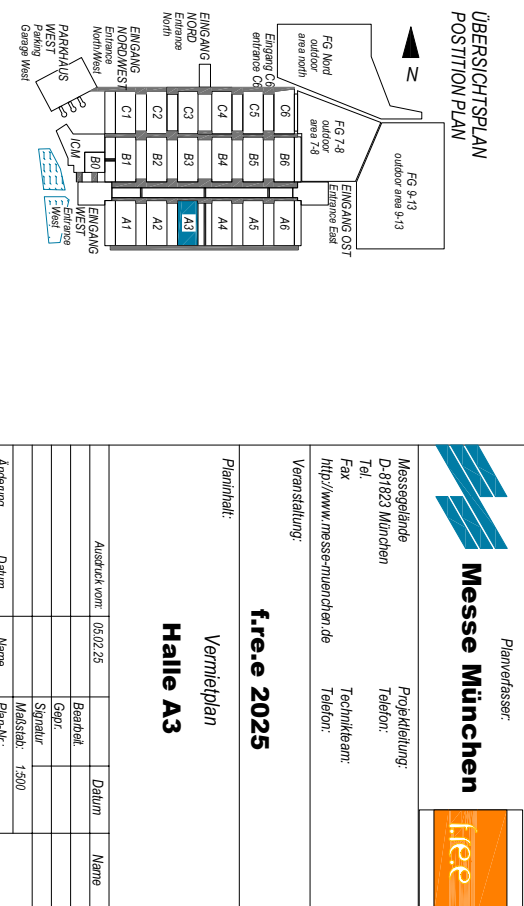 ÜBERSICHTSPLAN
POSTITION PLAN
N
FG Nord
outdoor
area north
FG 7-8
outdoor
area 7-8
FG 9-13
outdoor area 9-13
Eingang C6
entrance C6
EINGANG OST
Entrance East
EINGANG
NORD
Entrance
North
EINGANG
NORD/WEST
Entrance
North/West
PARKHAUS
WEST
Parking
Garage West
EINGANG
WEST
Entrance
West
ICM
B0
C1
C2
C3
C4
C5
C6
B1
B2
B3
B4
B5
B6
A1
A2
A3
A4
A5
A6
Planverfasser:
Messe München
f.re.e
Messegelände
D-81823 München
Tel.
Fax
http://www.messe-muenchen.de
Projektleitung:
Telefon:
Technikteam:
Telefon:
Veranstaltung:
f.re.e 2025
Planinhalt:
Vermietplan
Halle A3
Ausdruck vom:
05.02.25
Datum
Name
Bearbeit.
Gepr.
Signatur
Maßstab:
1:500
Änderung
Datum
Name
Plan-Nr.: